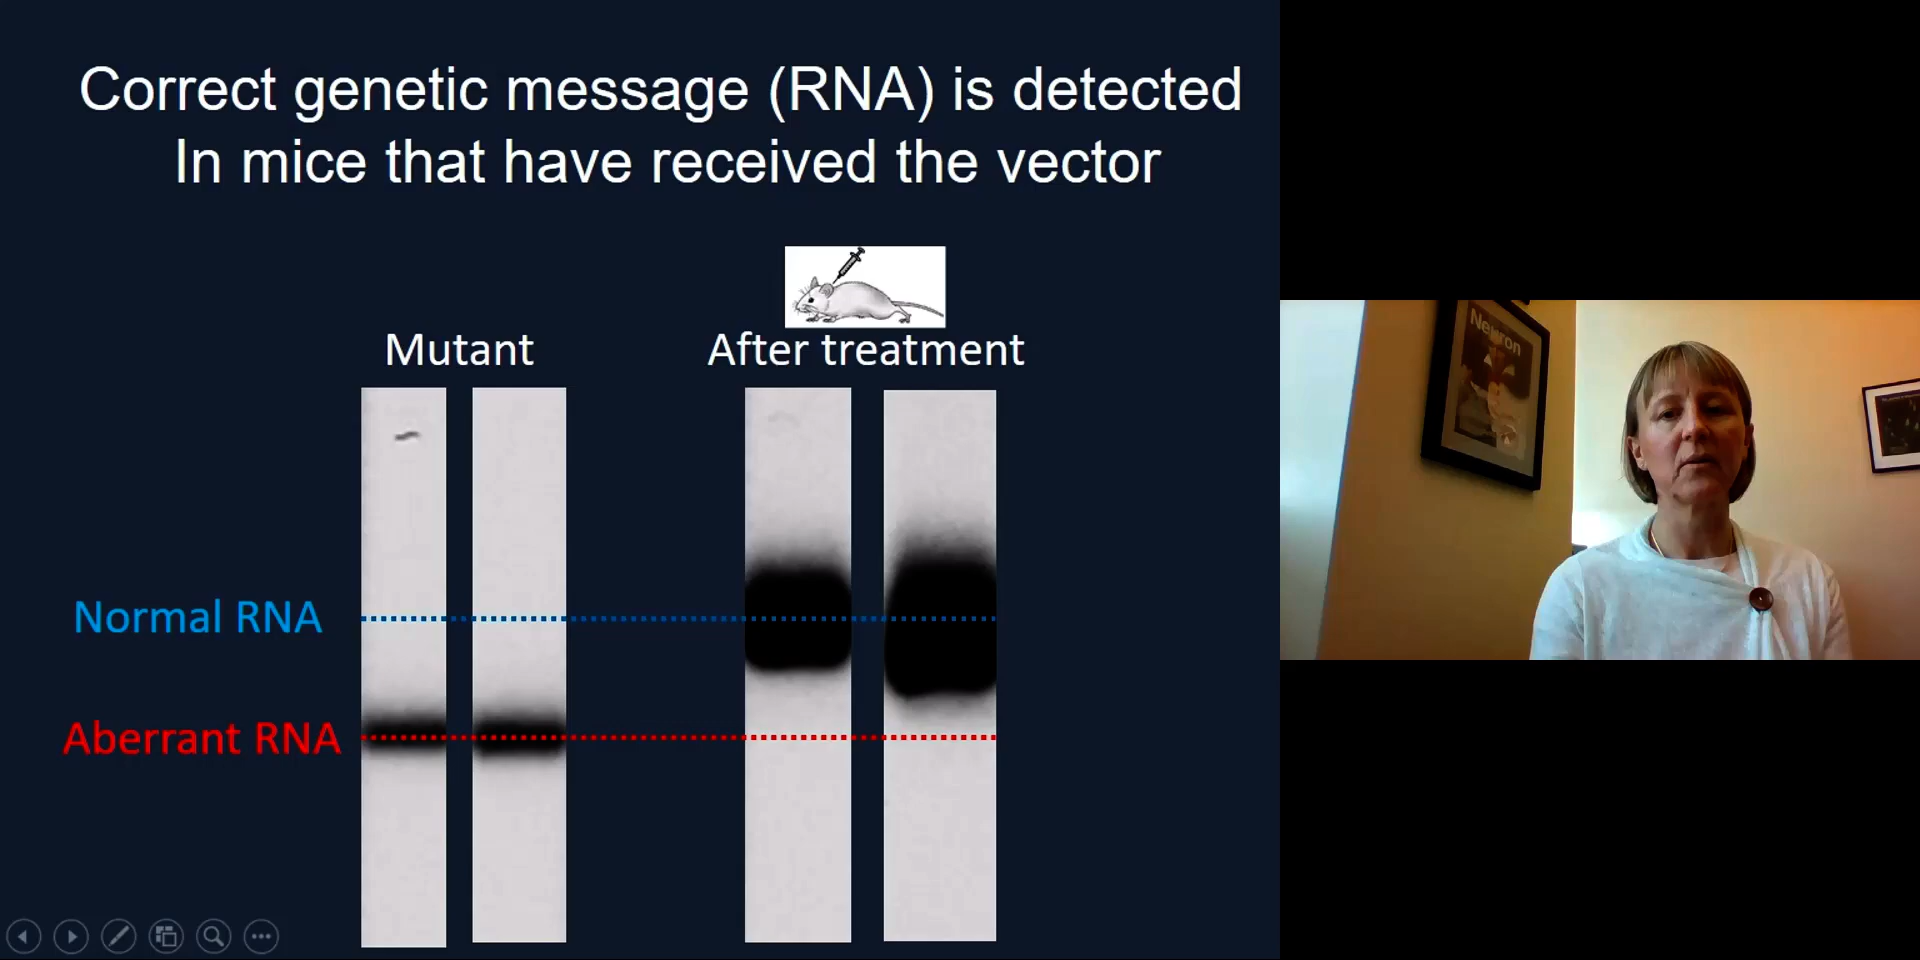 Correct genetic message (RNA) is detected
In mice that have received the vector
Mutant
After treatment
Normal RNA
Aberrant RNA
Neuron